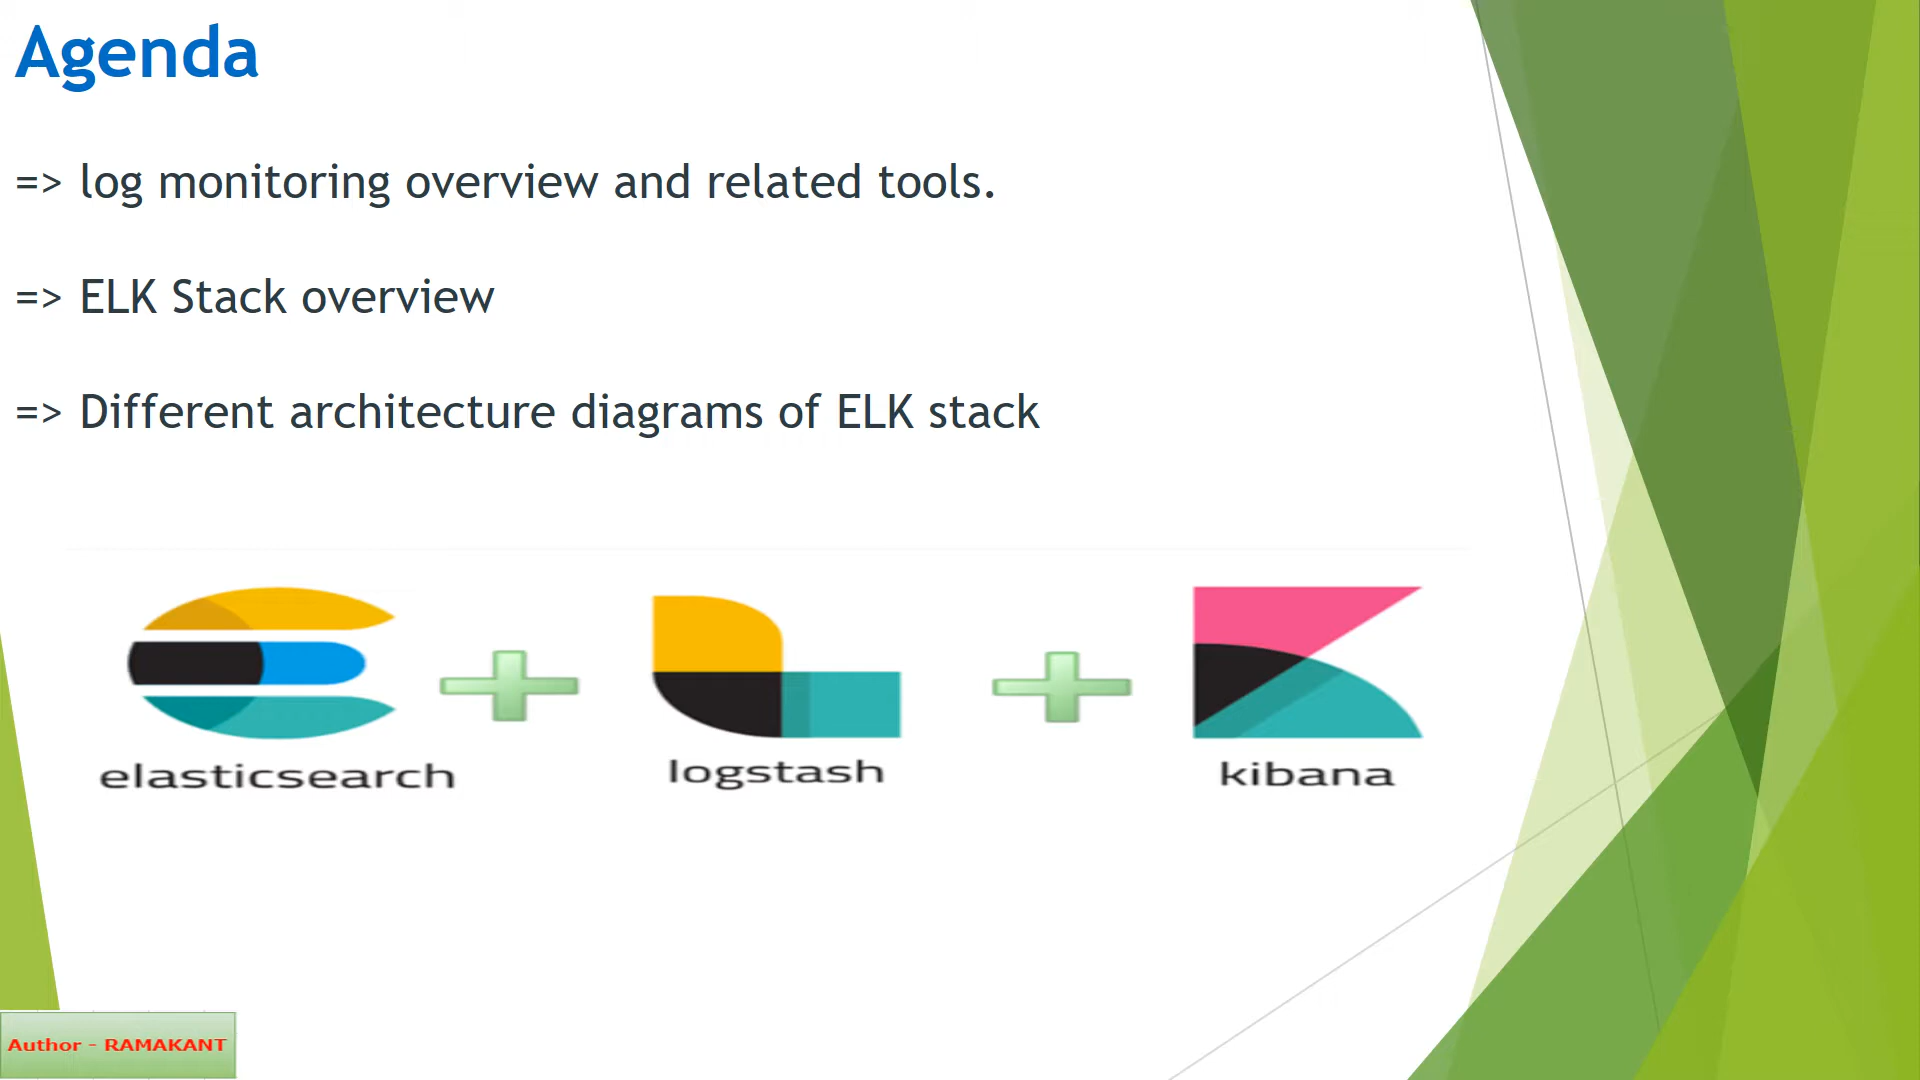 Agenda
=> log monitoring overview and related tools.
=> ELK Stack overview
=> Different architecture diagrams of ELK stack
elasticsearch
logstash
kibana
Author - RAMAKANT